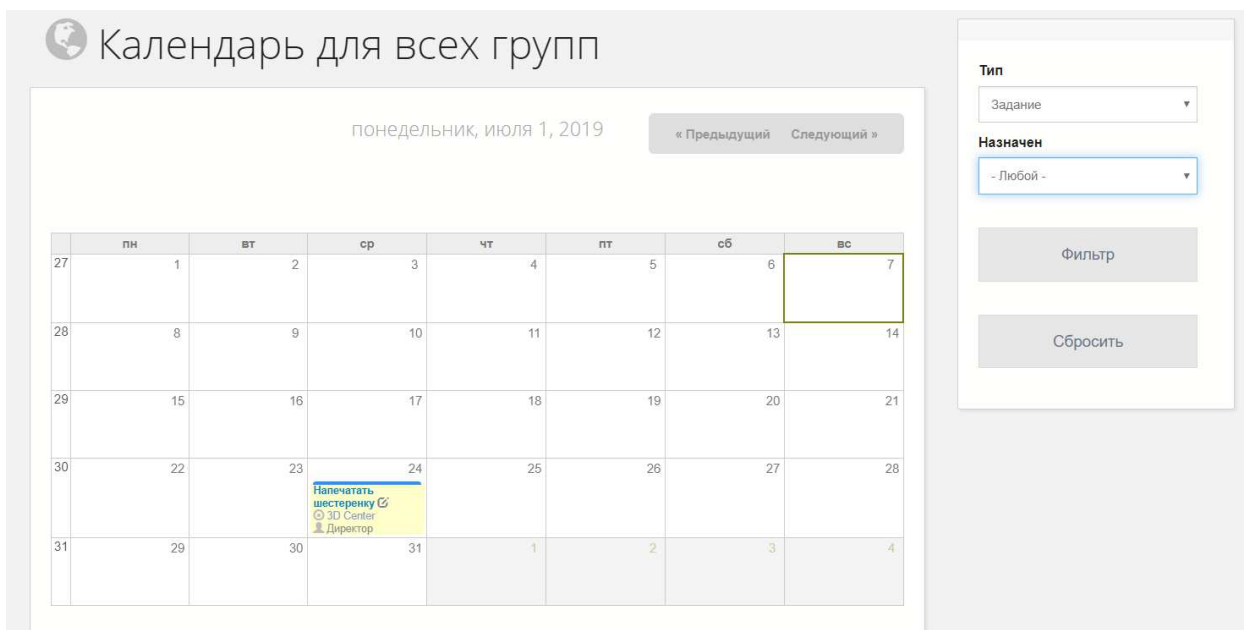 Календарь для всех групп
понедельник, июля 1, 2019
« Предыдущий Следующий »
пн вт ср чт пт сб вс
27 1 2 3 4 5 6 7
28 8 9 10 11 12 13 14
29 15 16 17 18 19 20 21
30 22 23 24 25 26 27 28
Напечатать
шестеренку
3D Center
Директор
31 29 30 31 1 2 3 4
Тип
Задание
Назначен
- Любой -
Фильтр
Сбросить